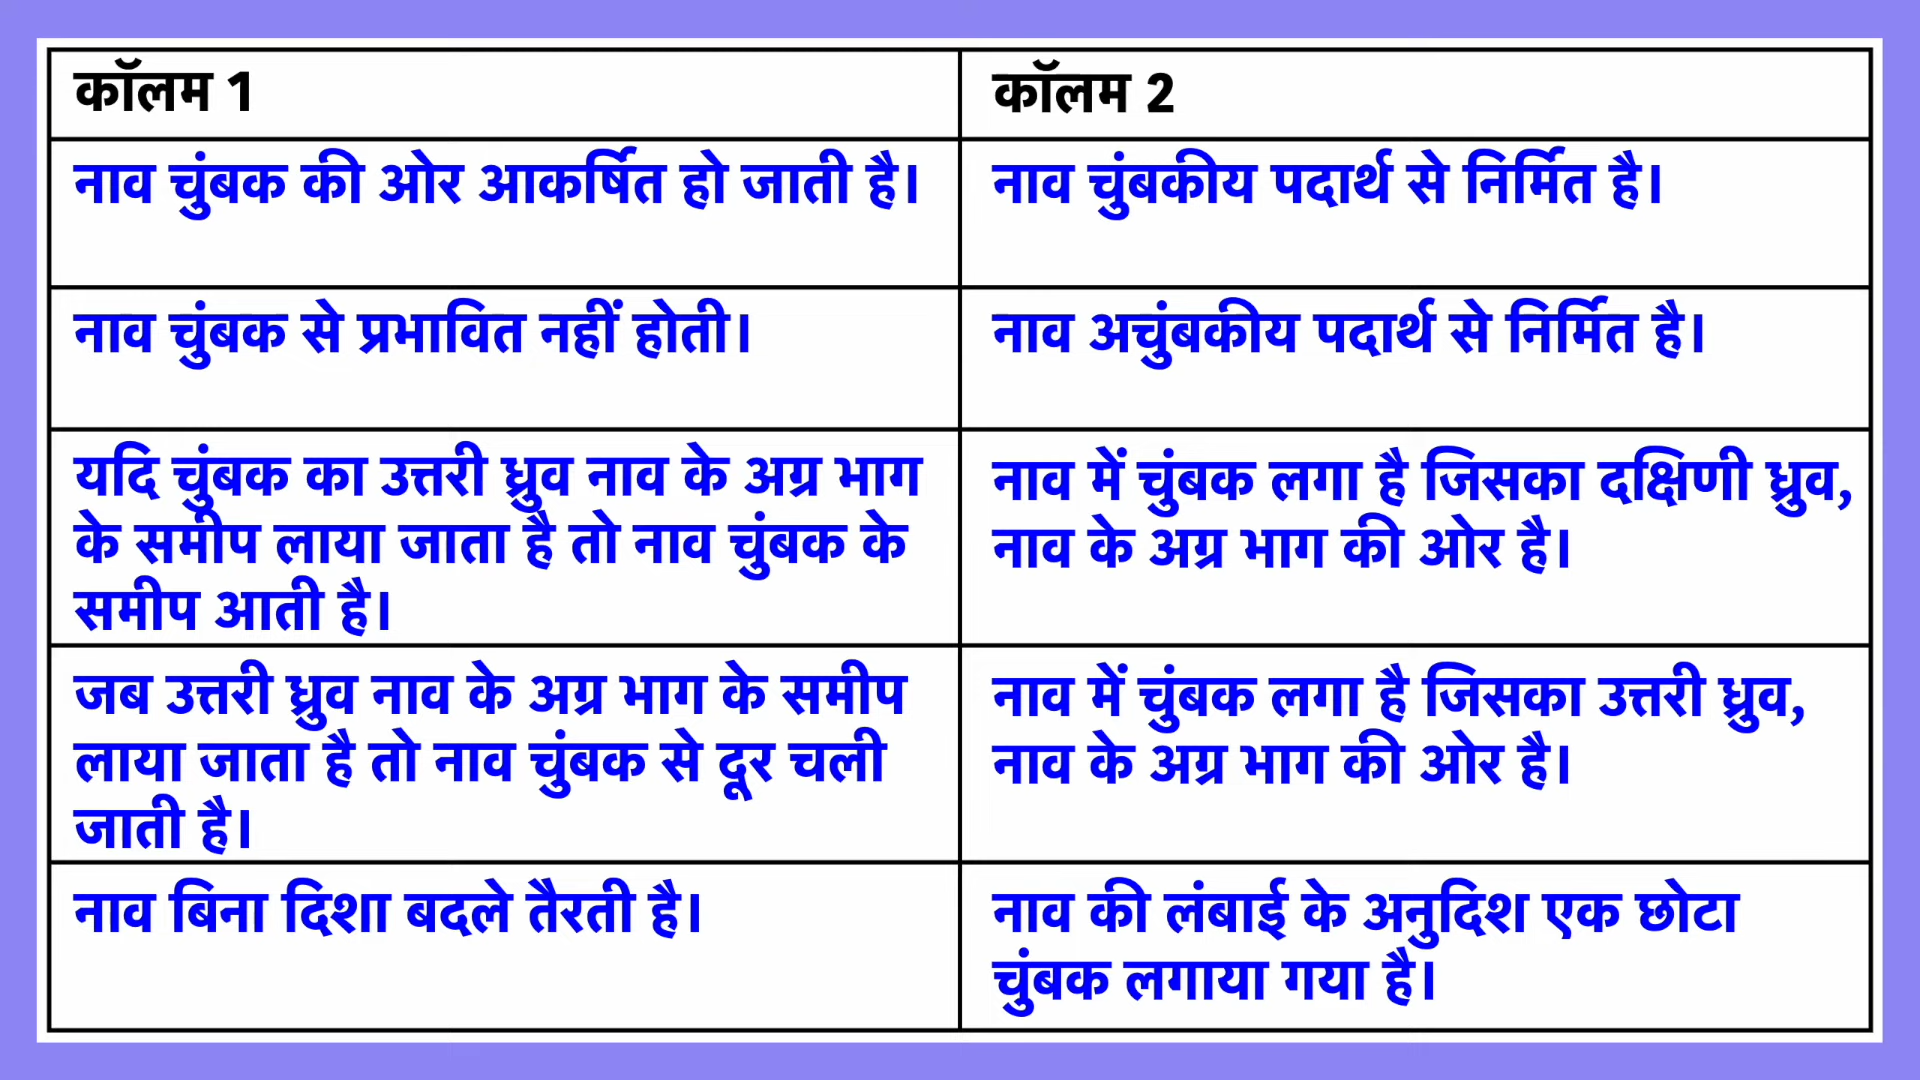 कॉलम 1
कॉलम 2
नाव चुंबक की ओर आकर्षित हो जाती है।
नाव चुंबकीय पदार्थ से निर्मित है।
नाव चुंबक से प्रभावित नहीं होती।
नाव अचुंबकीय पदार्थ से निर्मित है।
यदि चुंबक का उत्तरी ध्रुव नाव के अग्र भाग
के समीप लाया जाता है तो नाव चुंबक के
समीप आती है।
नाव में चुंबक लगा है जिसका दक्षिणी ध्रुव,
नाव के अग्र भाग की ओर है।
जब उत्तरी ध्रुव नाव के अग्र भाग के समीप
लाया जाता है तो नाव चुंबक से दूर चली
जाती है।
नाव में चुंबक लगा है जिसका उत्तरी ध्रुव,
नाव के अग्र भाग की ओर है।
नाव बिना दिशा बदले तैरती है।
नाव की लंबाई के अनुदिश एक छोटा
चुंबक लगाया गया है।